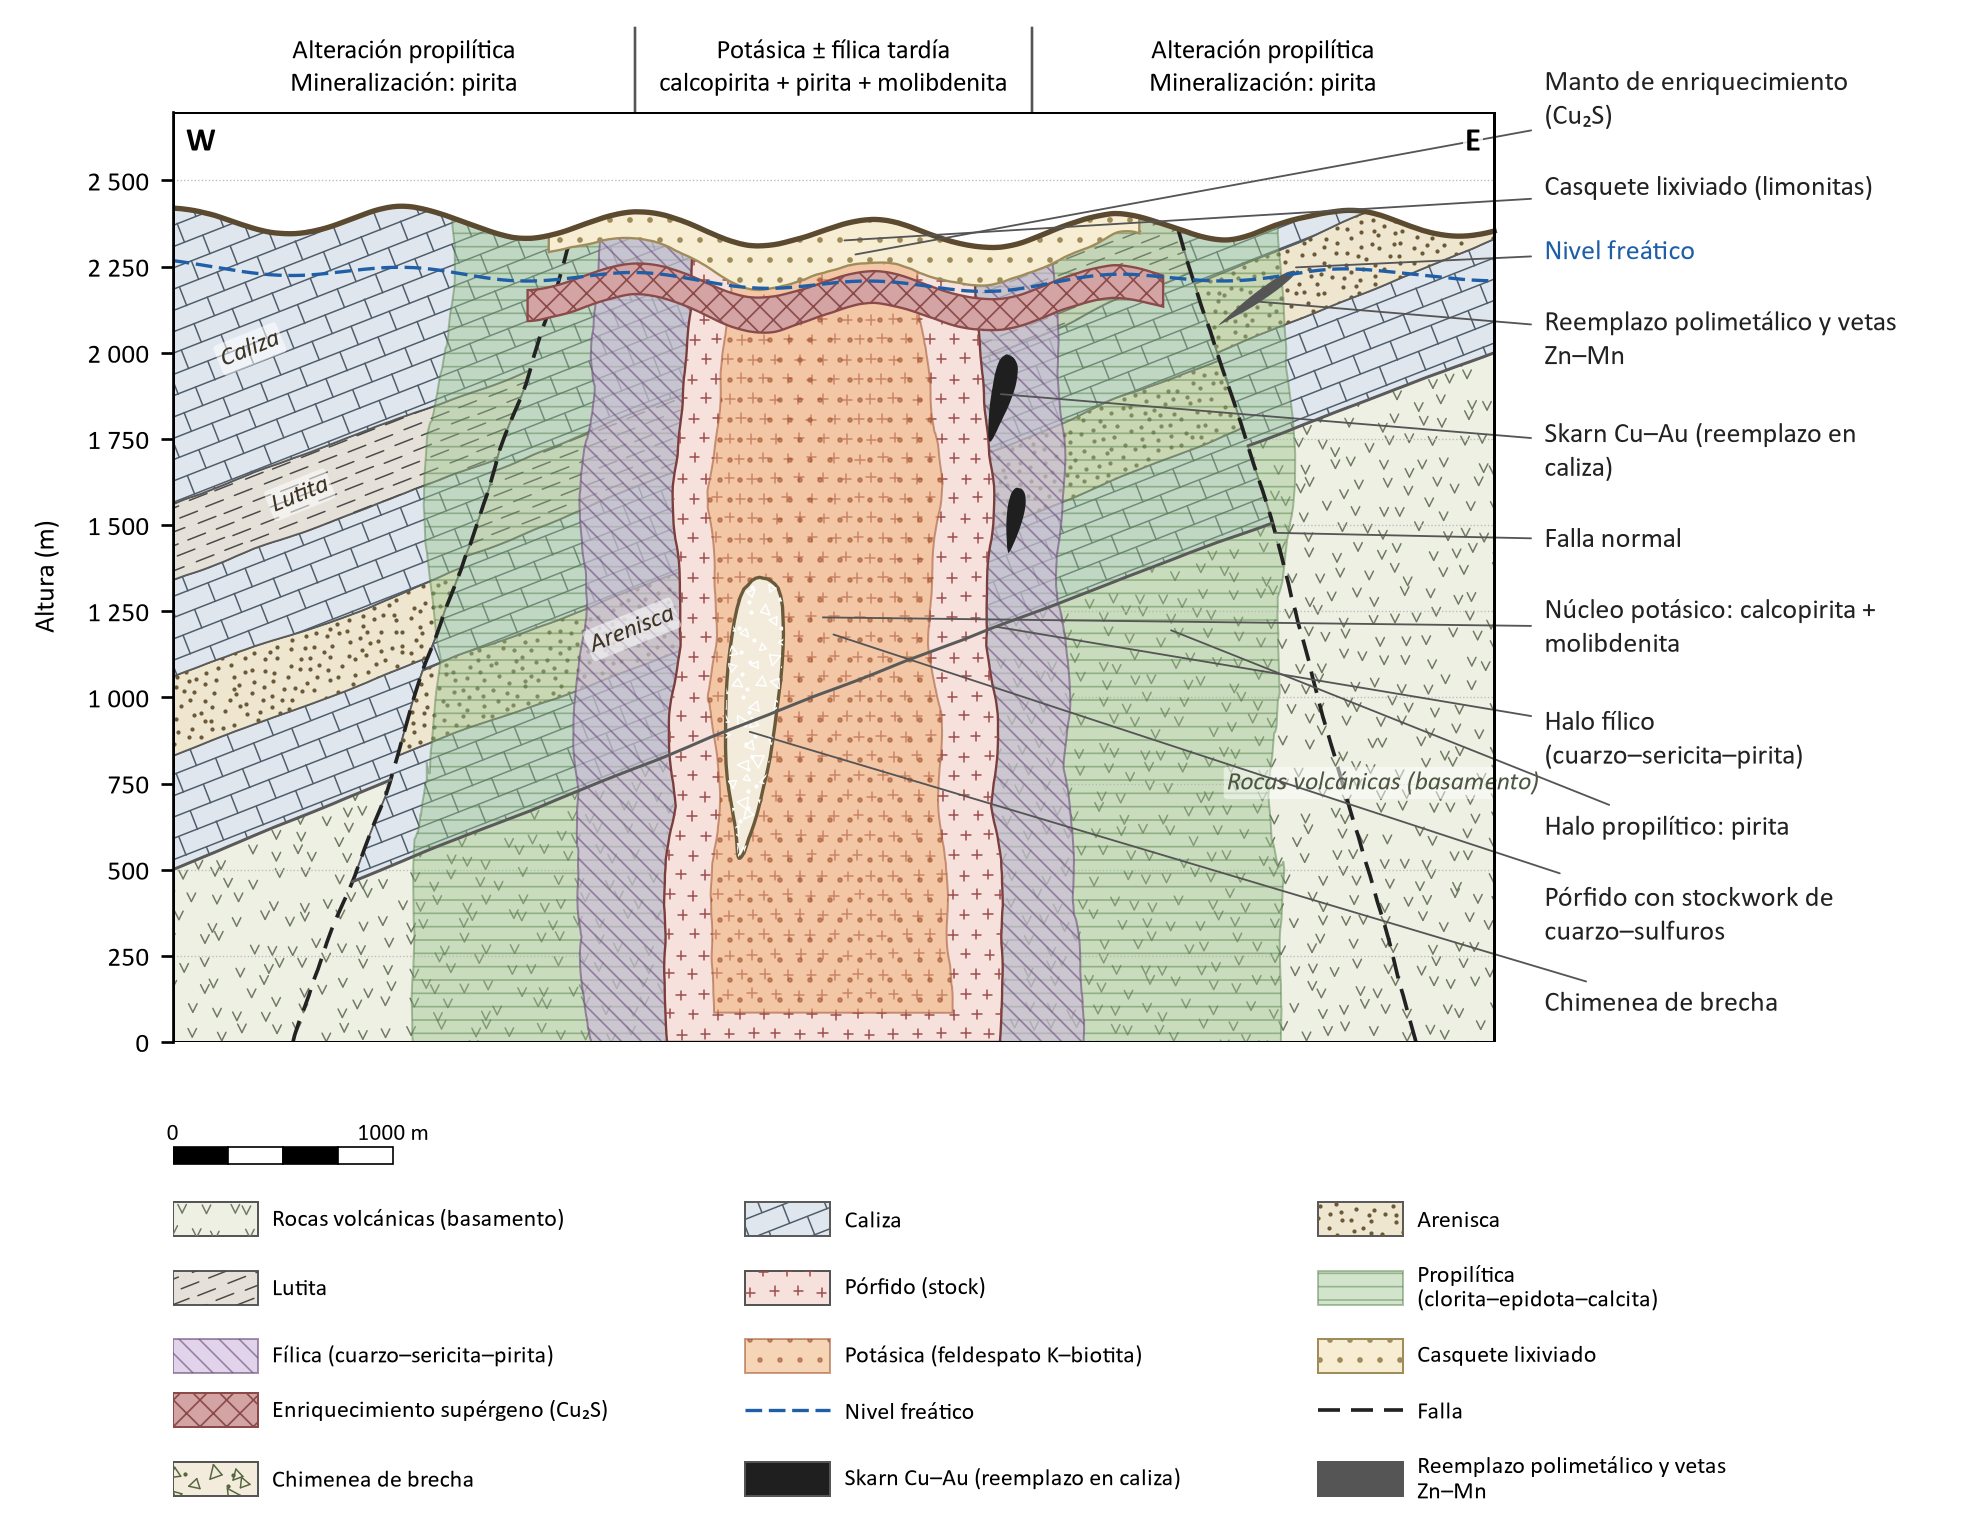 Alteración propilítica
Mineralización: pirita
Potásica ± fílica tardía
calcopirita + pirita + molibdenita
Alteración propilítica
Mineralización: pirita
W
E
Altura (m)
2 500
2 250
2 000
1 750
1 500
1 250
1 000
750
500
250
0
Caliza
Lutita
Arenisca
Rocas volcánicas (basamento)
Manto de enriquecimiento
(Cu₂S)
Casquete lixiviado (limonitas)
Nivel freático
Reemplazo polimetálico y vetas
Zn–Mn
Skarn Cu–Au (reemplazo en
caliza)
Falla normal
Núcleo potásico: calcopirita +
molibdenita
Halo fílico
(cuarzo–sericita–pirita)
Halo propilítico: pirita
Pórfido con stockwork de
cuarzo–sulfuros
Chimenea de brecha
0 1000 m
Rocas volcánicas (basamento)
Caliza
Arenisca
Lutita
Pórfido (stock)
Propilítica
(clorita–epidota–calcita)
Fílica (cuarzo–sericita–pirita)
Potásica (feldespato K–biotita)
Casquete lixiviado
Enriquecimiento supérgeno (Cu₂S)
Nivel freático
Falla
Chimenea de brecha
Skarn Cu–Au (reemplazo en caliza)
Reemplazo polimetálico y vetas
Zn–Mn